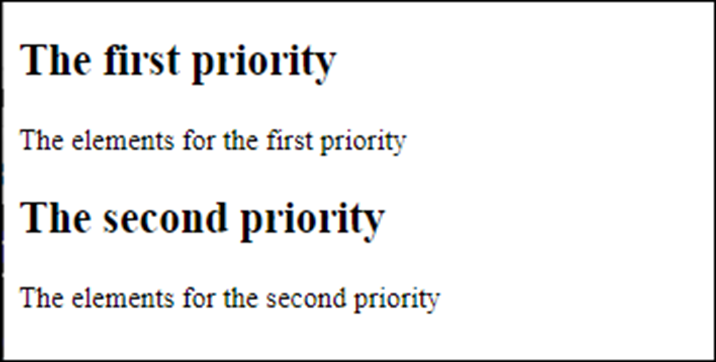 The first priority
The elements for the first priority
The second priority
The elements for the second priority